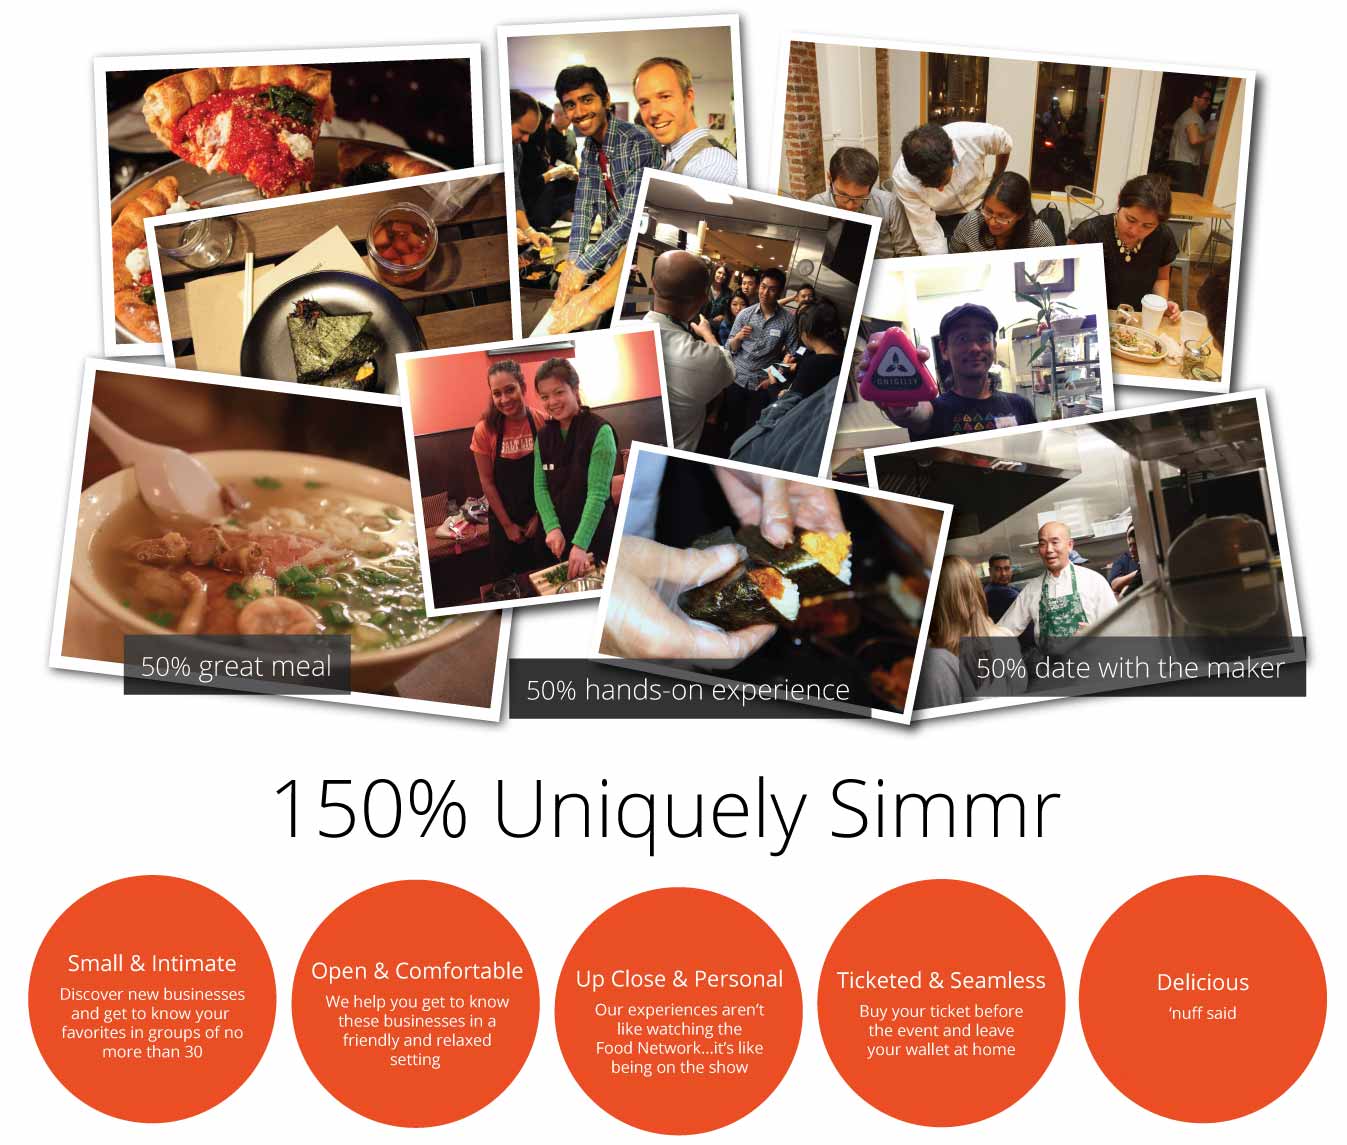 ONIGILLY
50% great meal
50% hands-on experience
50% date with the maker
150% Uniquely Simmr
Small & Intimate
Discover new businesses
and get to know your
favorites in groups of no
more than 30
Open & Comfortable
We help you get to know
these businesses in a
friendly and relaxed
setting
Up Close & Personal
Our experiences aren’t
like watching the
Food Network...it’s like
being on the show
Ticketed & Seamless
Buy your ticket before
the event and leave
your wallet at home
Delicious
‘nuff said